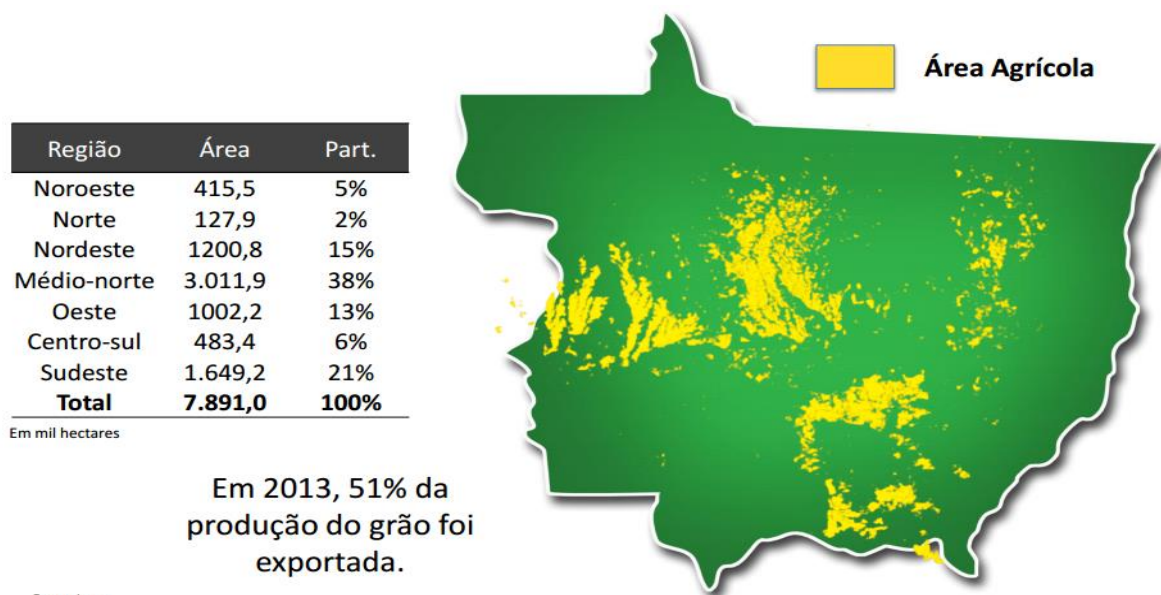 Área Agrícola
Região Área Part.
Noroeste 415,5 5%
Norte 127,9 2%
Nordeste 1200,8 15%
Médio-norte 3.011,9 38%
Oeste 1002,2 13%
Centro-sul 483,4 6%
Sudeste 1.649,2 21%
Total 7.891,0 100%
Em mil hectares
Em 2013, 51% da
produção do grão foi
exportada.